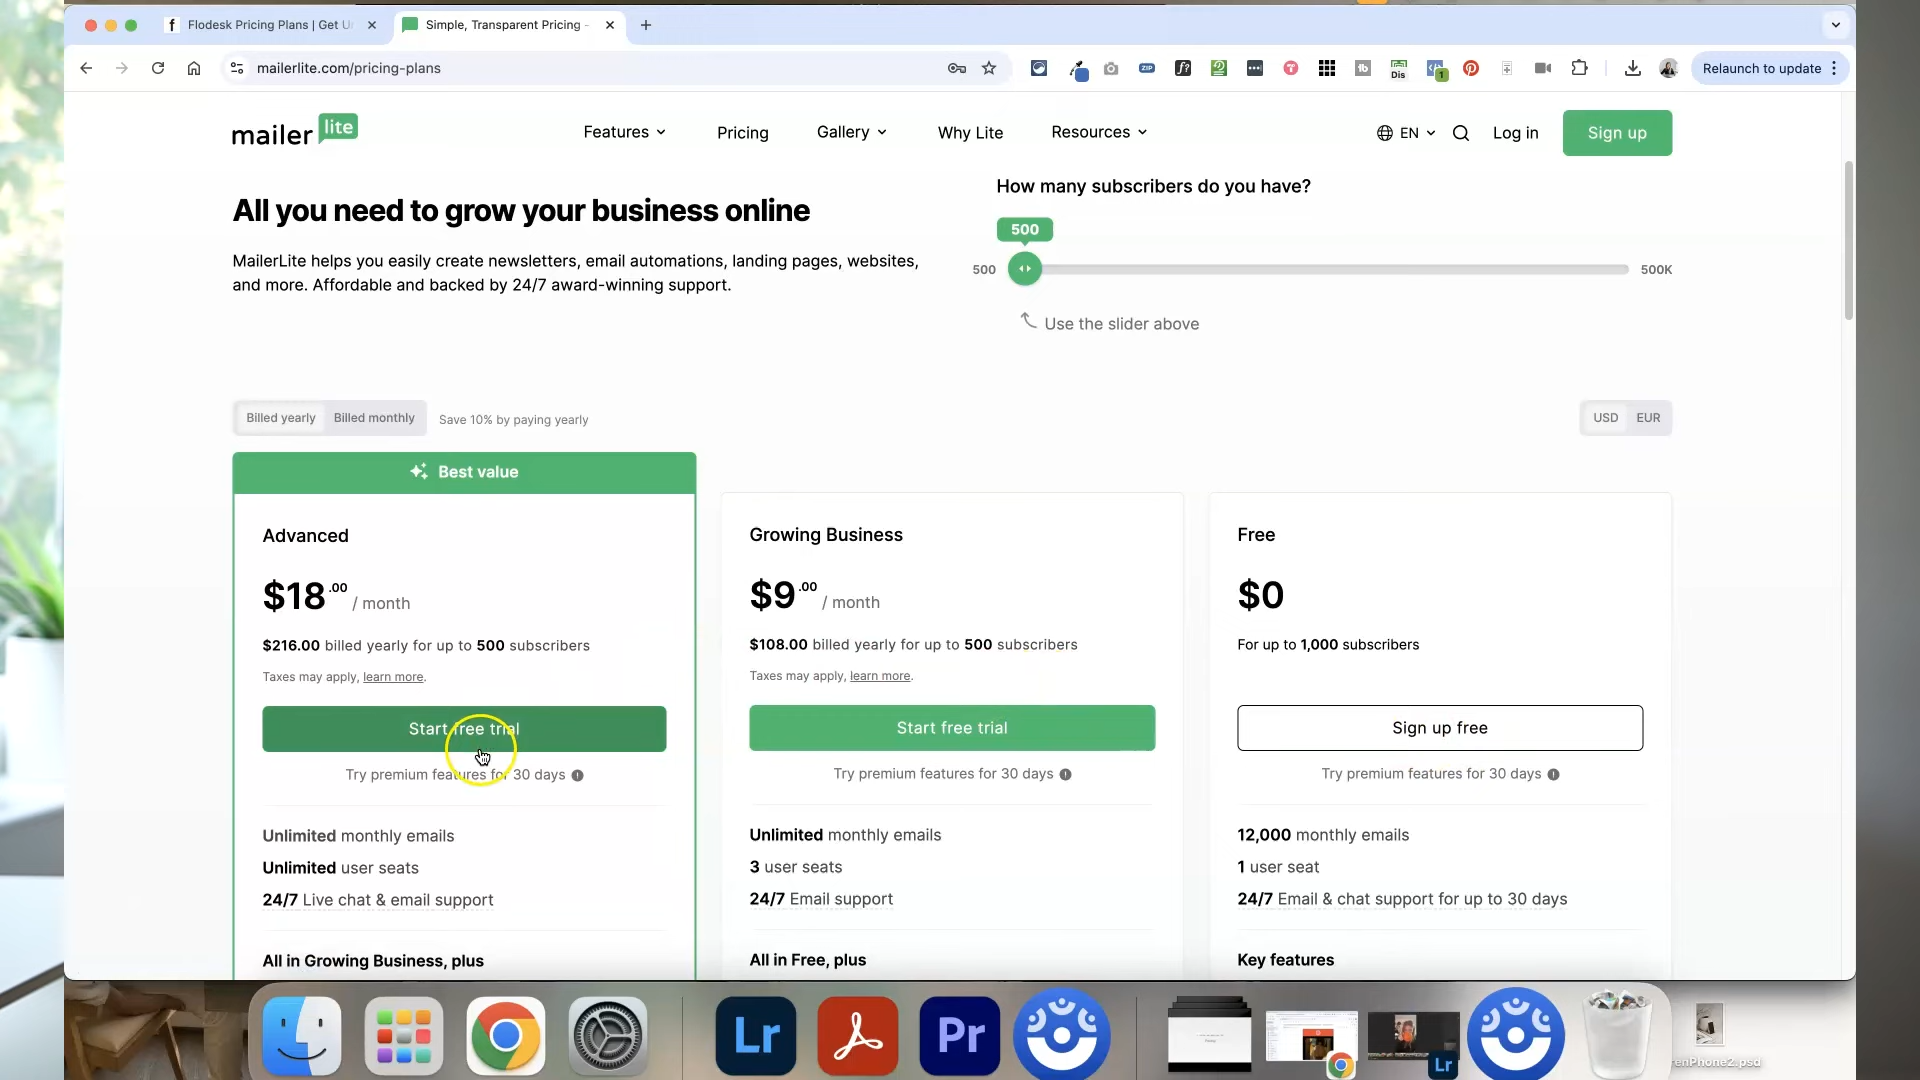 Flodesk Pricing Plans | Get U
Simple, Transparent Pricing -
mailerlite.com/pricing-plans
ZIP
Dis
1
Relaunch to update
mailer lite
Features
Pricing
Gallery
Why Lite
Resources
EN
Log in
Sign up
All you need to grow your business online
MailerLite helps you easily create newsletters, email automations, landing pages, websites,
and more. Affordable and backed by 24/7 award-winning support.
How many subscribers do you have?
500
500
500K
Use the slider above
Billed yearly
Billed monthly
Save 10% by paying yearly
USD
EUR
Best value
Advanced
$18.00 / month
$216.00 billed yearly for up to 500 subscribers
Taxes may apply, learn more.
Start free trial
Try premium features for 30 days
Unlimited monthly emails
Unlimited user seats
24/7 Live chat & email support
All in Growing Business, plus
Growing Business
$9.00 / month
$108.00 billed yearly for up to 500 subscribers
Taxes may apply, learn more.
Start free trial
Try premium features for 30 days
Unlimited monthly emails
3 user seats
24/7 Email support
All in Free, plus
Free
$0
For up to 1,000 subscribers
Sign up free
Try premium features for 30 days
12,000 monthly emails
1 user seat
24/7 Email & chat support for up to 30 days
Key features
Lr
Pr
Lr
enPhone2.psd